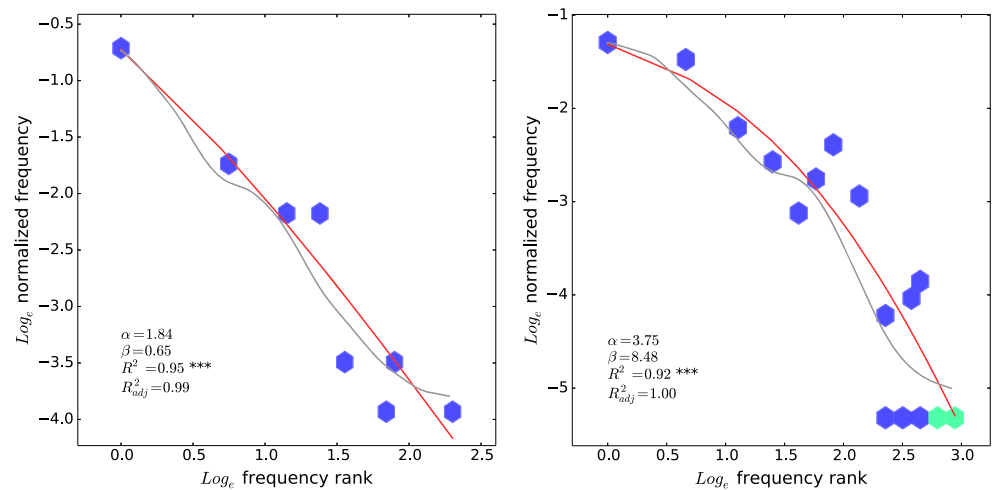 −0.5
−1.0
−1.5
−2.0
−2.5
−3.0
−3.5
−4.0
Log_e normalized frequency
α=1.84
β=0.65
R² =0.95 ***
R²_adj=0.99
0.0 0.5 1.0 1.5 2.0 2.5
Log_e frequency rank
−1
−2
−3
−4
−5
Log_e normalized frequency
α=3.75
β=8.48
R² =0.92 ***
R²_adj=1.00
0.0 0.5 1.0 1.5 2.0 2.5 3.0
Log_e frequency rank